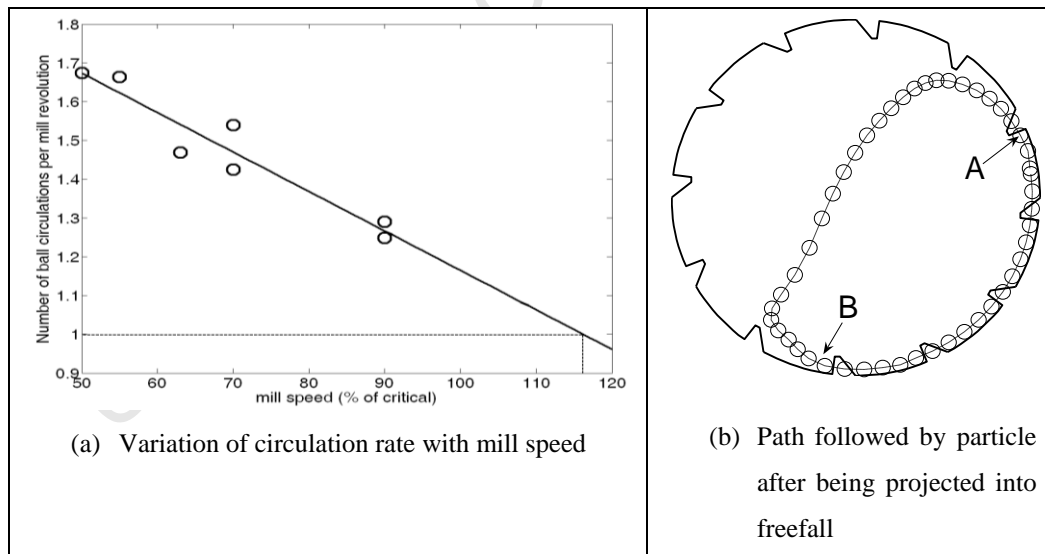 1.8
1.7
1.6
1.5
1.4
1.3
1.2
1.1
1
0.9
Number of ball circulations per mill revolution
50 60 70 80 90 100 110 120
mill speed (% of critical)
(a) Variation of circulation rate with mill speed
A
B
(b) Path followed by particle
after being projected into
freefall